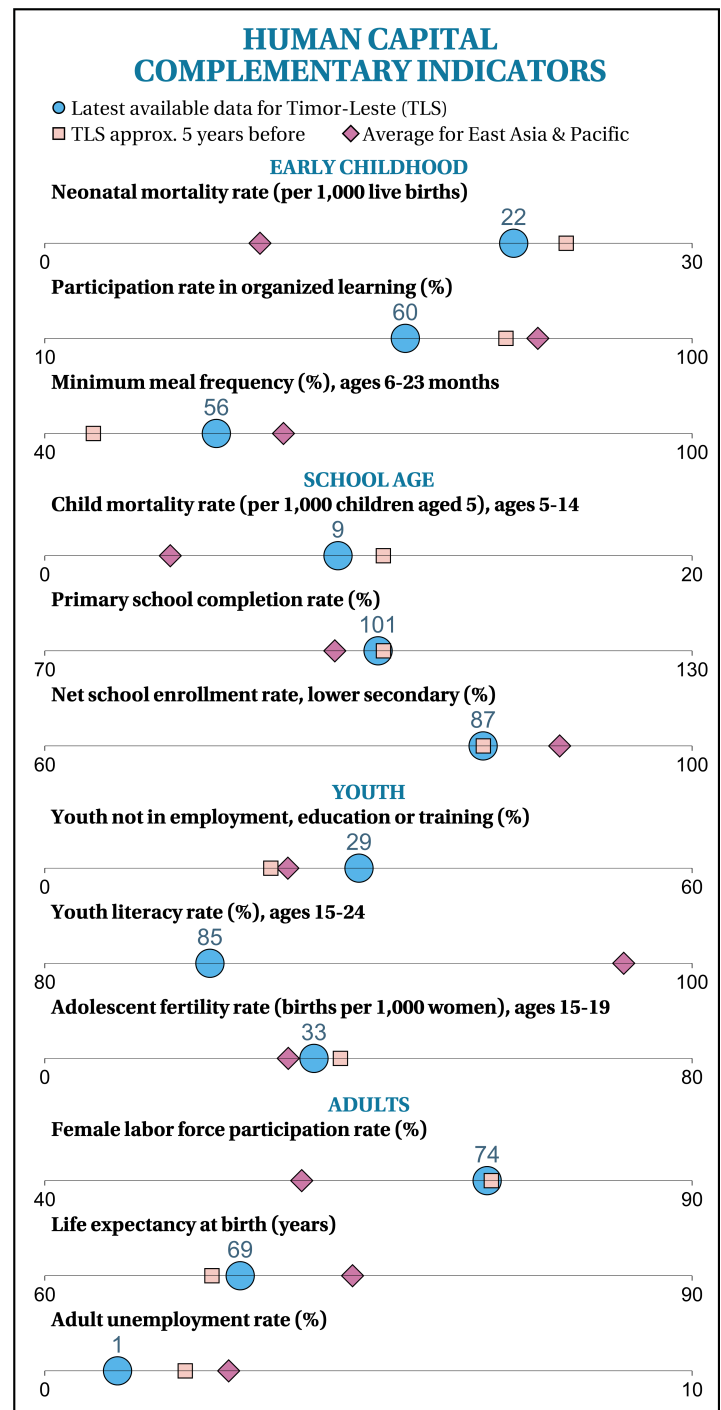 HUMAN CAPITAL
COMPLEMENTARY INDICATORS
Latest available data for Timor-Leste (TLS)
TLS approx. 5 years before Average for East Asia & Pacific
EARLY CHILDHOOD
Neonatal mortality rate (per 1,000 live births)
22
0 30
Participation rate in organized learning (%)
60
10 100
Minimum meal frequency (%), ages 6-23 months
56
40 100
SCHOOL AGE
Child mortality rate (per 1,000 children aged 5), ages 5-14
9
0 20
Primary school completion rate (%)
101
70 130
Net school enrollment rate, lower secondary (%)
87
60 100
YOUTH
Youth not in employment, education or training (%)
29
0 60
Youth literacy rate (%), ages 15-24
85
80 100
Adolescent fertility rate (births per 1,000 women), ages 15-19
33
0 80
ADULTS
Female labor force participation rate (%)
74
40 90
Life expectancy at birth (years)
69
60 90
Adult unemployment rate (%)
1
0 10